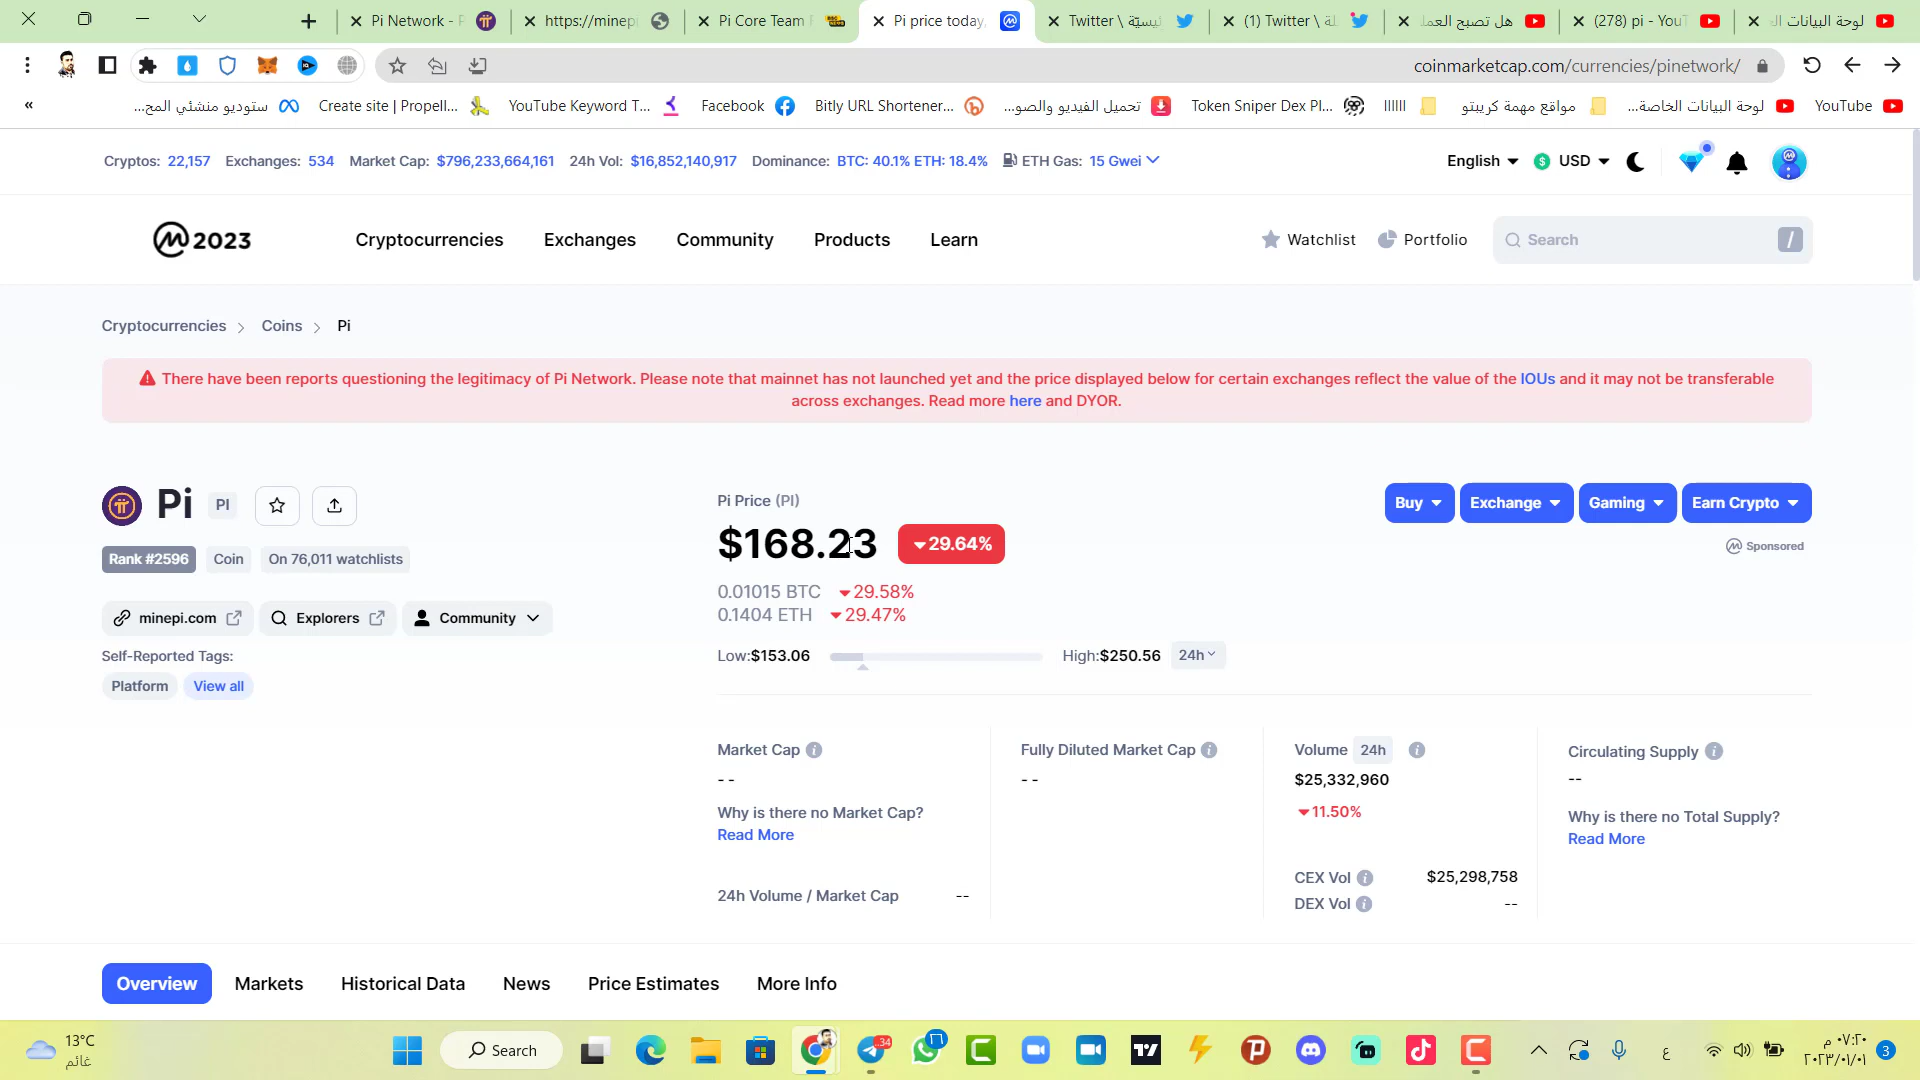 Pi Network - P
https://minepi
Pi Core Team
Pi price today,
Twitter \ ئيسيّة
(1) Twitter \ لة
هل تصبح العملـ
(278) pi - YouT
لوحة البيانات الـ
coinmarketcap.com/currencies/pinetwork/
«
ستوديو منشئي المح...
Create site | Propell...
YouTube Keyword T...
Facebook
Bitly URL Shortener...
تحميل الفيديو والصو...
Token Sniper Dex Pl...
مواقع مهمة كريبتو
لوحة البيانات الخاصة...
YouTube
Cryptos: 22,157 Exchanges: 534 Market Cap: $796,233,664,161 24h Vol: $16,852,140,917 Dominance: BTC: 40.1% ETH: 18.4% ETH Gas: 15 Gwei
English
USD
2023
Cryptocurrencies
Exchanges
Community
Products
Learn
Watchlist
Portfolio
Search
/
Cryptocurrencies > Coins > Pi
There have been reports questioning the legitimacy of Pi Network. Please note that mainnet has not launched yet and the price displayed below for certain exchanges reflect the value of the IOUs and it may not be transferable
across exchanges. Read more here and DYOR.
Pi PI
Rank #2596 Coin On 76,011 watchlists
minepi.com Explorers Community
Self-Reported Tags:
Platform View all
Pi Price (PI)
$168.23 29.64%
0.01015 BTC 29.58%
0.1404 ETH 29.47%
Low:$153.06 High:$250.56 24h
Buy Exchange Gaming Earn Crypto
Sponsored
Market Cap
- -
Why is there no Market Cap?
Read More
24h Volume / Market Cap --
Fully Diluted Market Cap
- -
Volume 24h
$25,332,960
11.50%
CEX Vol $25,298,758
DEX Vol --
Circulating Supply
--
Why is there no Total Supply?
Read More
Overview Markets Historical Data News Price Estimates More Info
13°C
غائم
Search
34
ع
٠٧:٢٠ م
٢٠٢٣/٠١/٠١
3